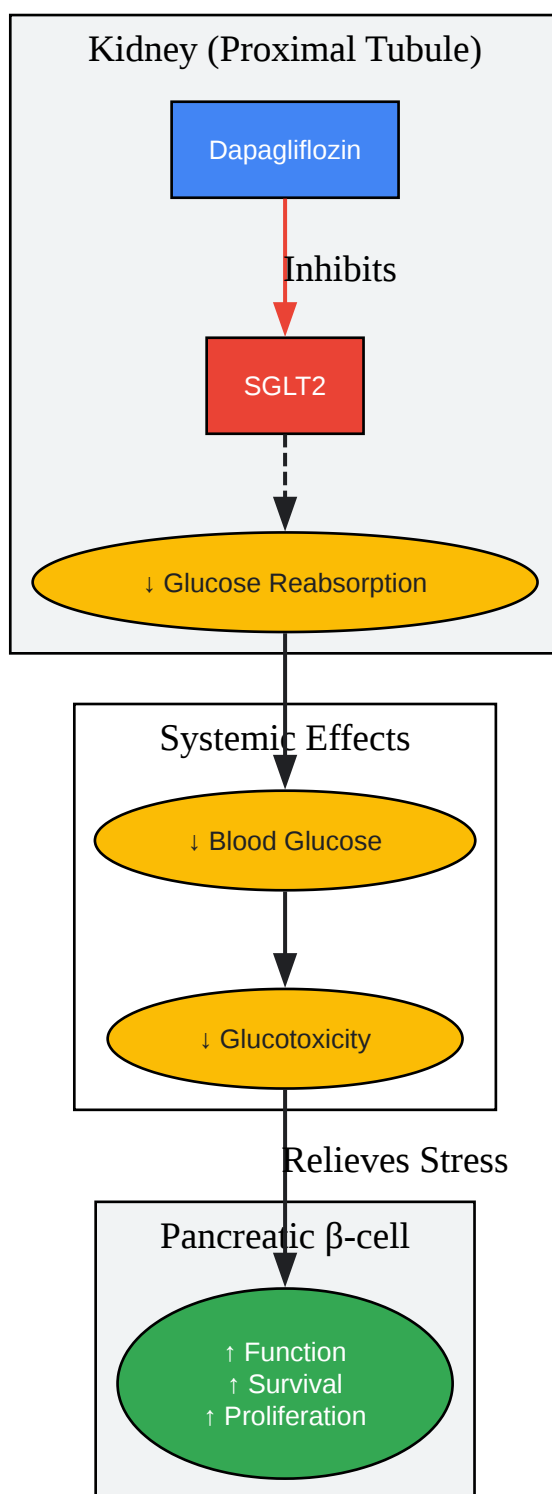 Kidney (Proximal Tubule)
Dapagliflozin
Inhibits
SGLT2
↓ Glucose Reabsorption
Systemic Effects
↓ Blood Glucose
↓ Glucotoxicity
Relieves Stress
Pancreatic β-cell
↑ Function
↑ Survival
↑ Proliferation